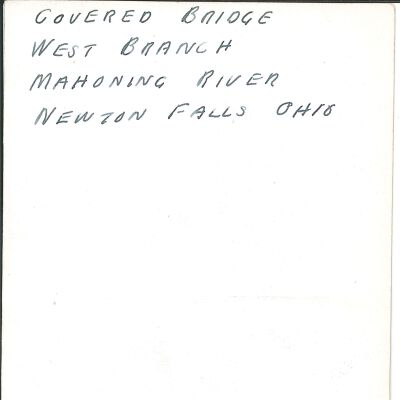 COVERED BRIDGE
WEST BRANCH
MAHONING RIVER
NEWTON FALLS OHIO